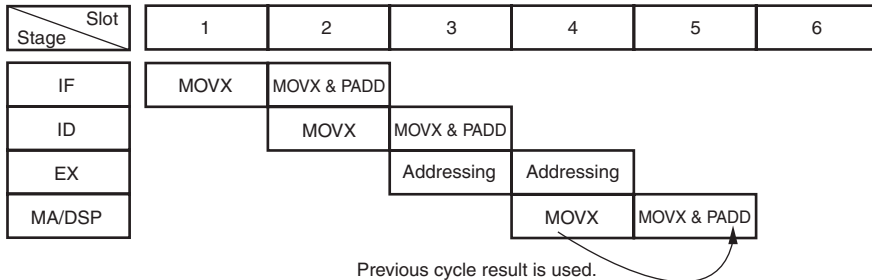 Slot
Stage
1 2 3 4 5 6
IF MOVX MOVX & PADD
ID MOVX MOVX & PADD
EX Addressing Addressing
MA/DSP MOVX MOVX & PADD
Previous cycle result is used.